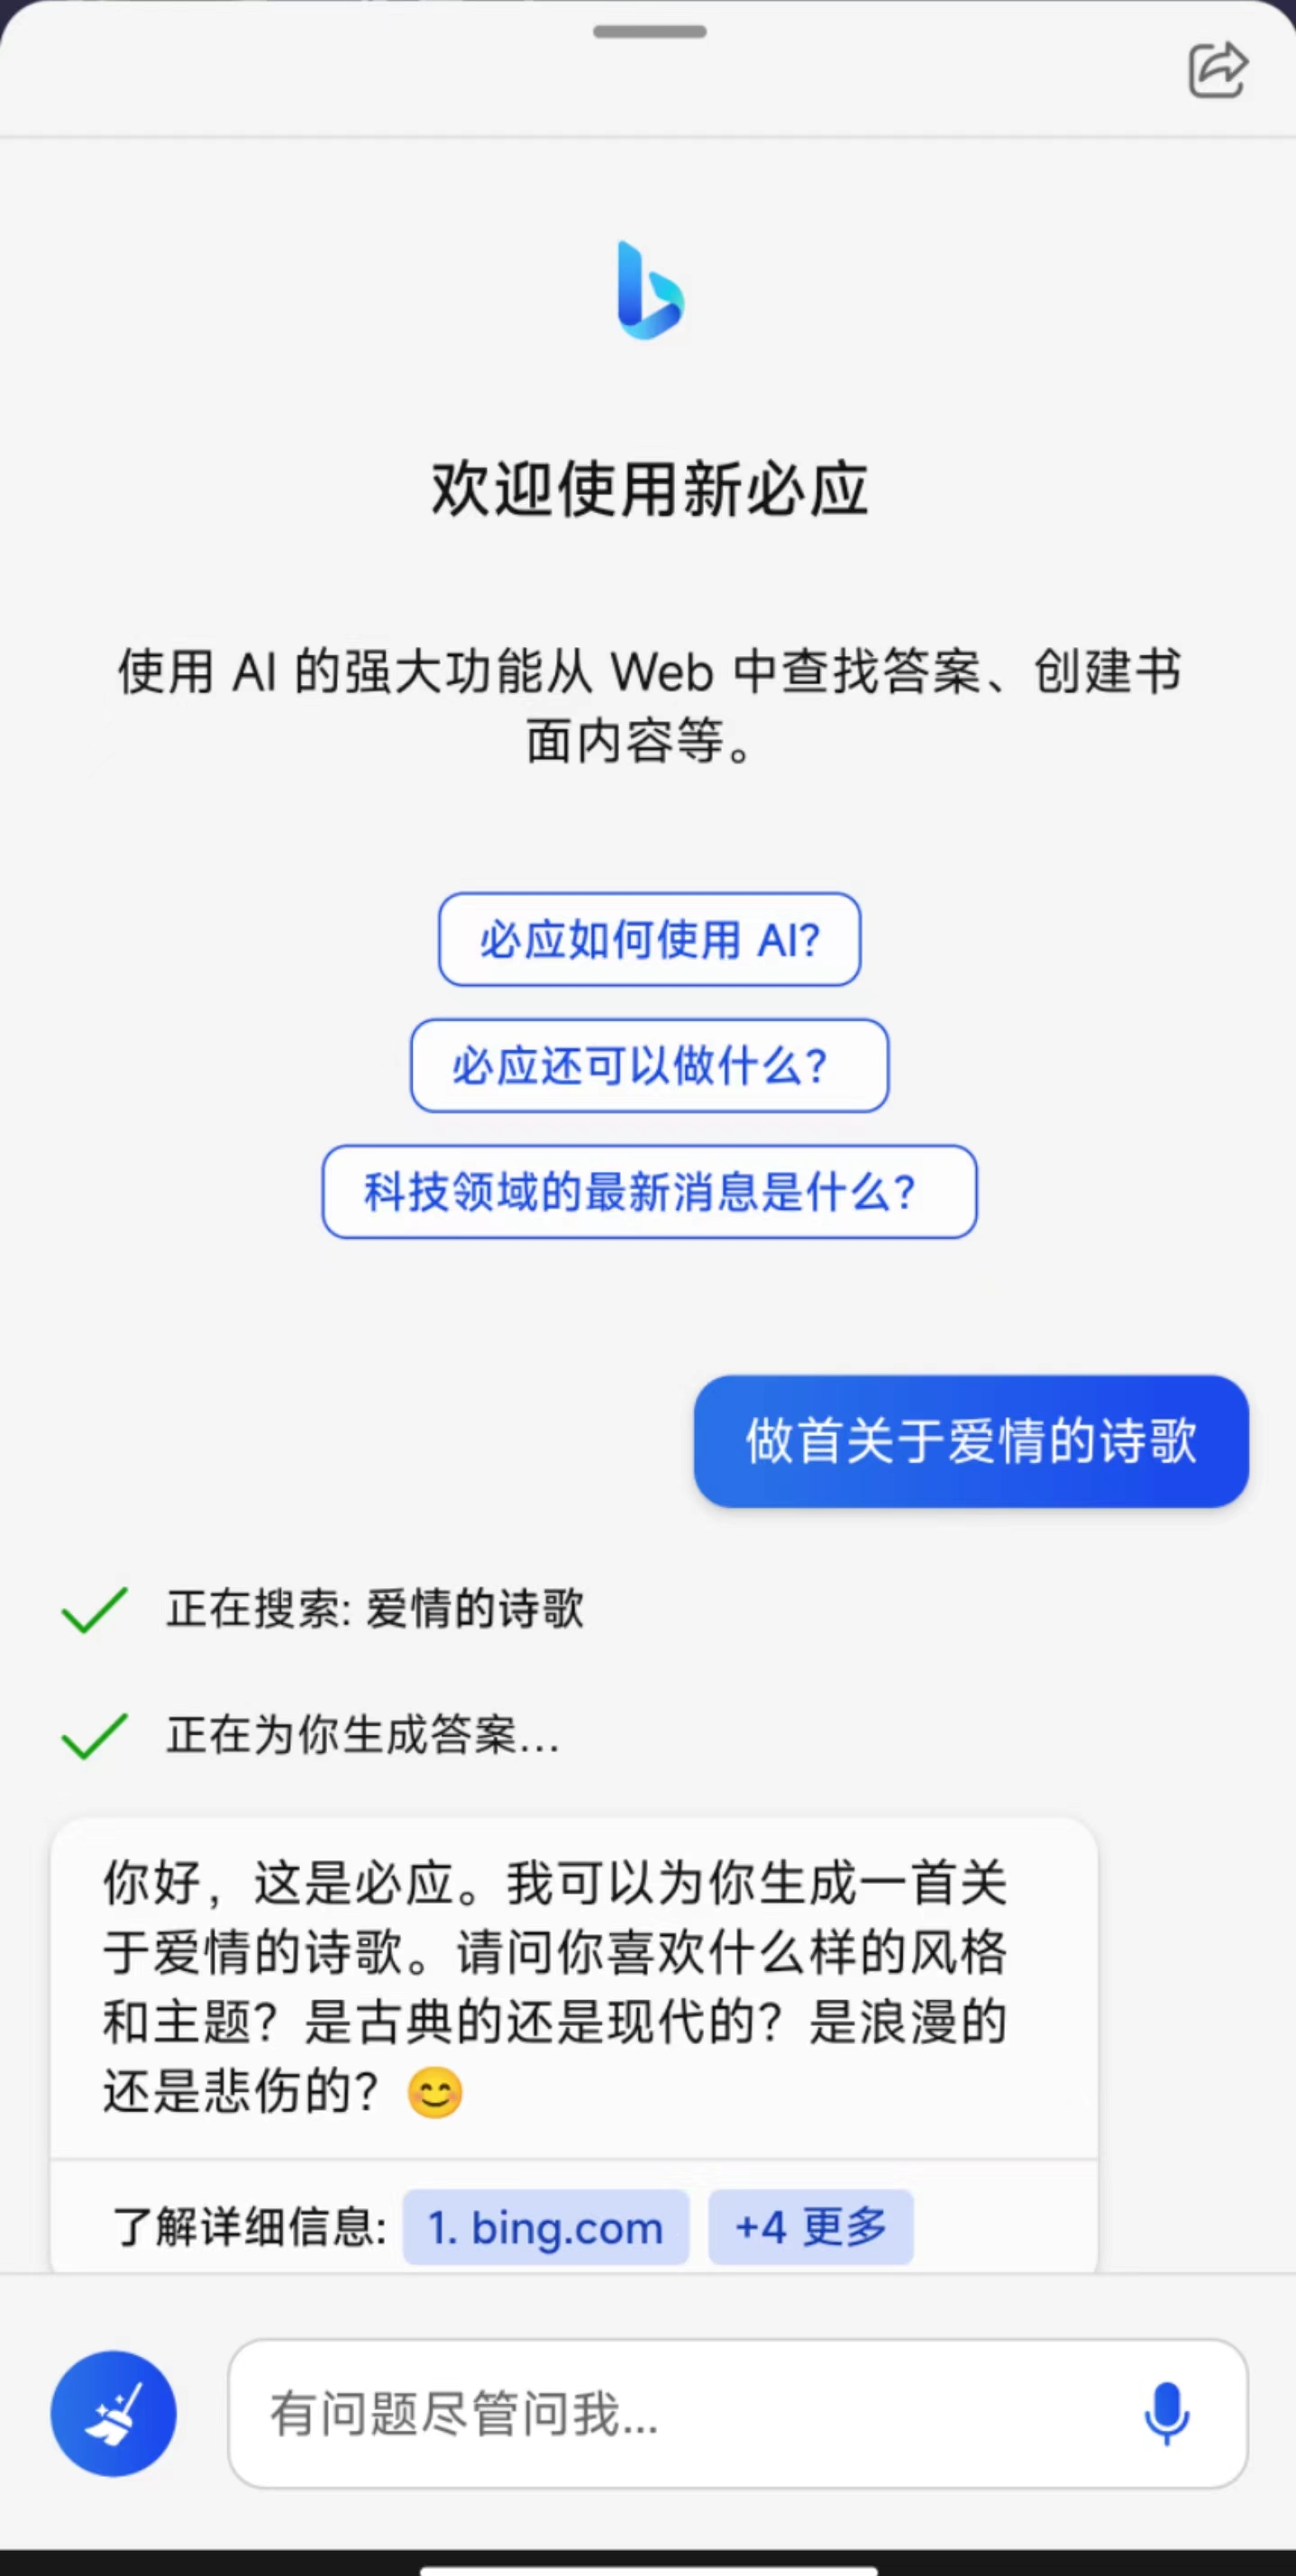 欢迎使用新必应
使用 AI 的强大功能从 Web 中查找答案、创建书
面内容等。
必应如何使用 AI?
必应还可以做什么?
科技领域的最新消息是什么?
做首关于爱情的诗歌
正在搜索: 爱情的诗歌
正在为你生成答案...
你好，这是必应。我可以为你生成一首关
于爱情的诗歌。请问你喜欢什么样的风格
和主题？是古典的还是现代的？是浪漫的
还是悲伤的？😊
了解详细信息: 1. bing.com +4 更多
有问题尽管问我...